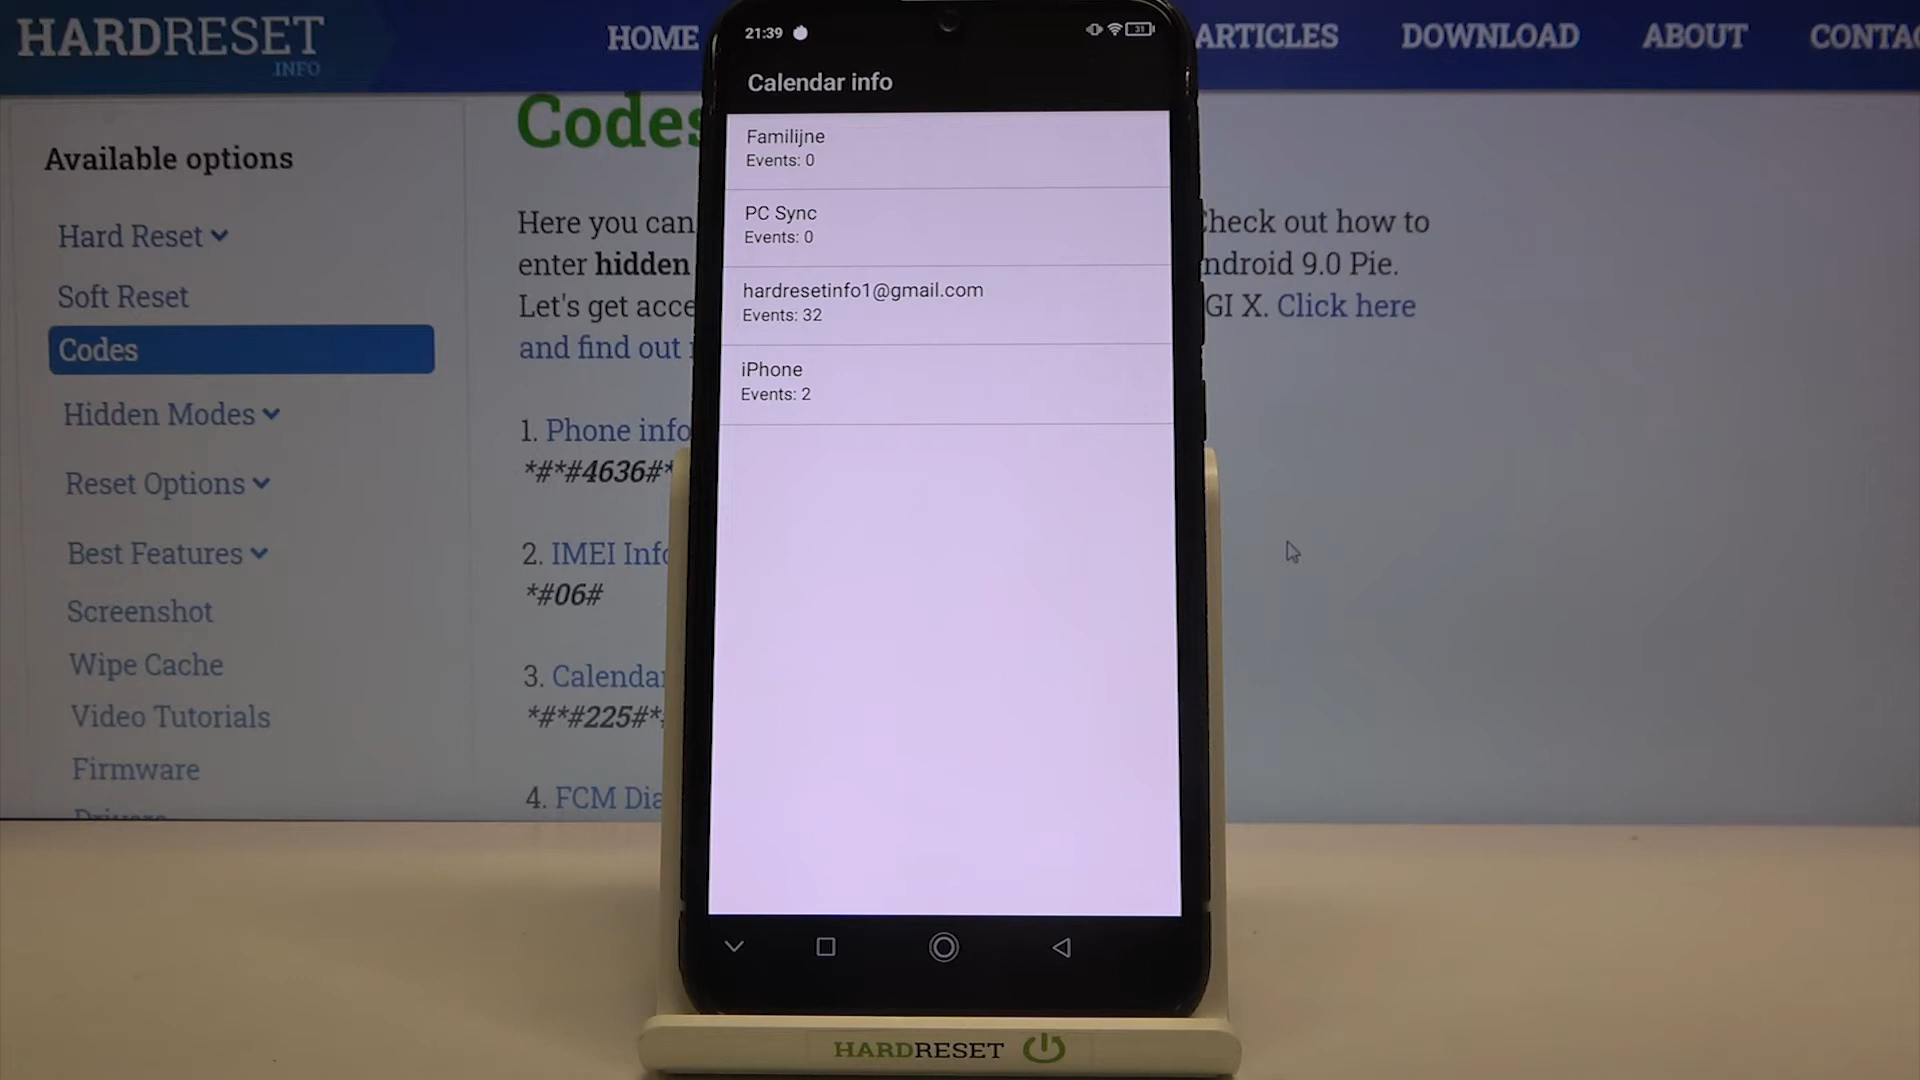 HARDRESET
.INFO
HOME
ARTICLES
DOWNLOAD
ABOUT
Available options
Hard Reset
Soft Reset
Codes
Hidden Modes
Reset Options
Best Features
Screenshot
Wipe Cache
Video Tutorials
Firmware
Drivers
Codes
Here you can Check out how to
enter hidden ndroid 9.0 Pie.
Let's get acce GI X. Click here
and find out
1. Phone info
*#*#4636#*
2. IMEI Info
*#06#
3. Calendar
*#*#225#*
4. FCM Dia
21:39
31
Calendar info
Familijne
Events: 0
PC Sync
Events: 0
hardresetinfo1@gmail.com
Events: 32
iPhone
Events: 2
HARDRESET